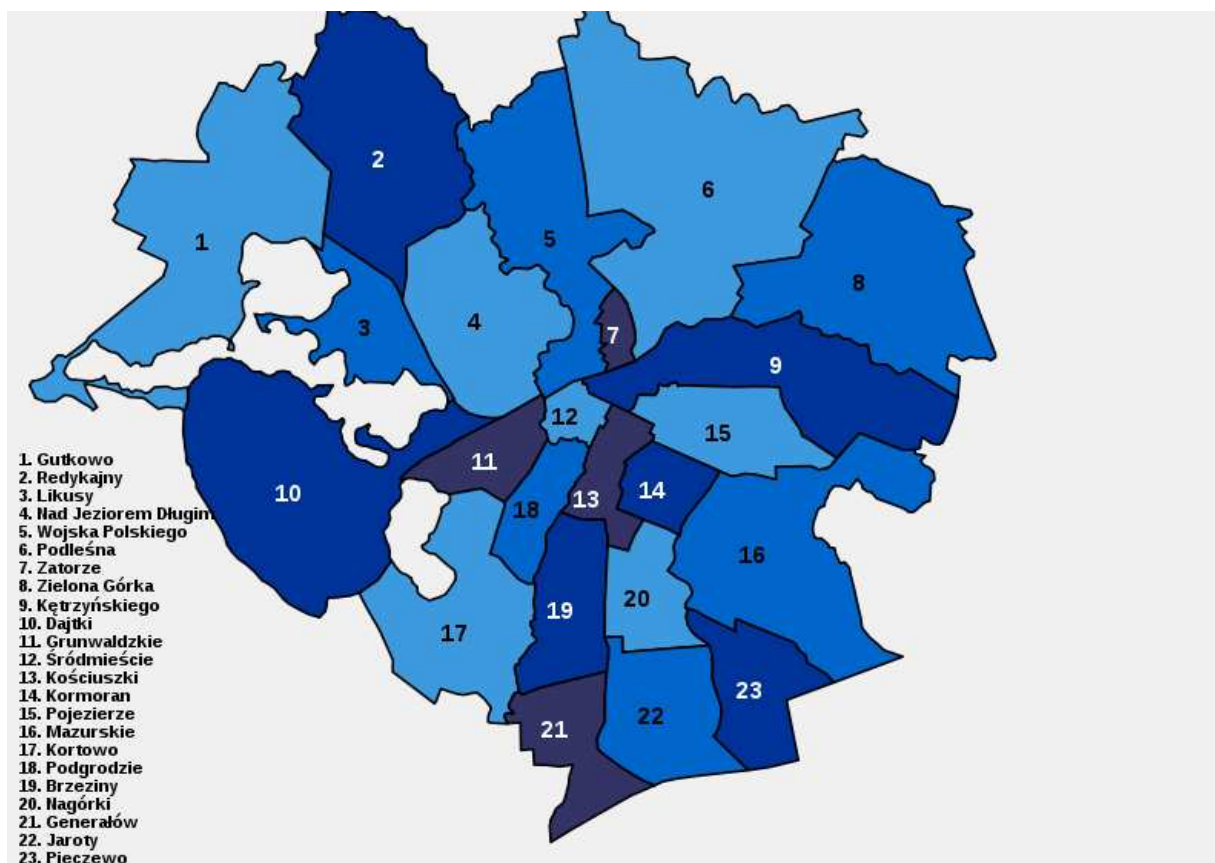 2
6
1
5
8
3
4
7
9
12
15
11
10
13
14
18
16
19
20
17
23
22
21
1. Gutkowo
2. Redykajny
3. Likusy
4. Nad Jeziorem Długim
5. Wojska Polskiego
6. Podleśna
7. Zatorze
8. Zielona Górka
9. Kętrzyńskiego
10. Dajtki
11. Grunwaldzkie
12. Śródmieście
13. Kościuszki
14. Kormoran
15. Pojezierze
16. Mazurskie
17. Kortowo
18. Podgrodzie
19. Brzeziny
20. Nagórki
21. Generałów
22. Jaroty
23. Pieczewo